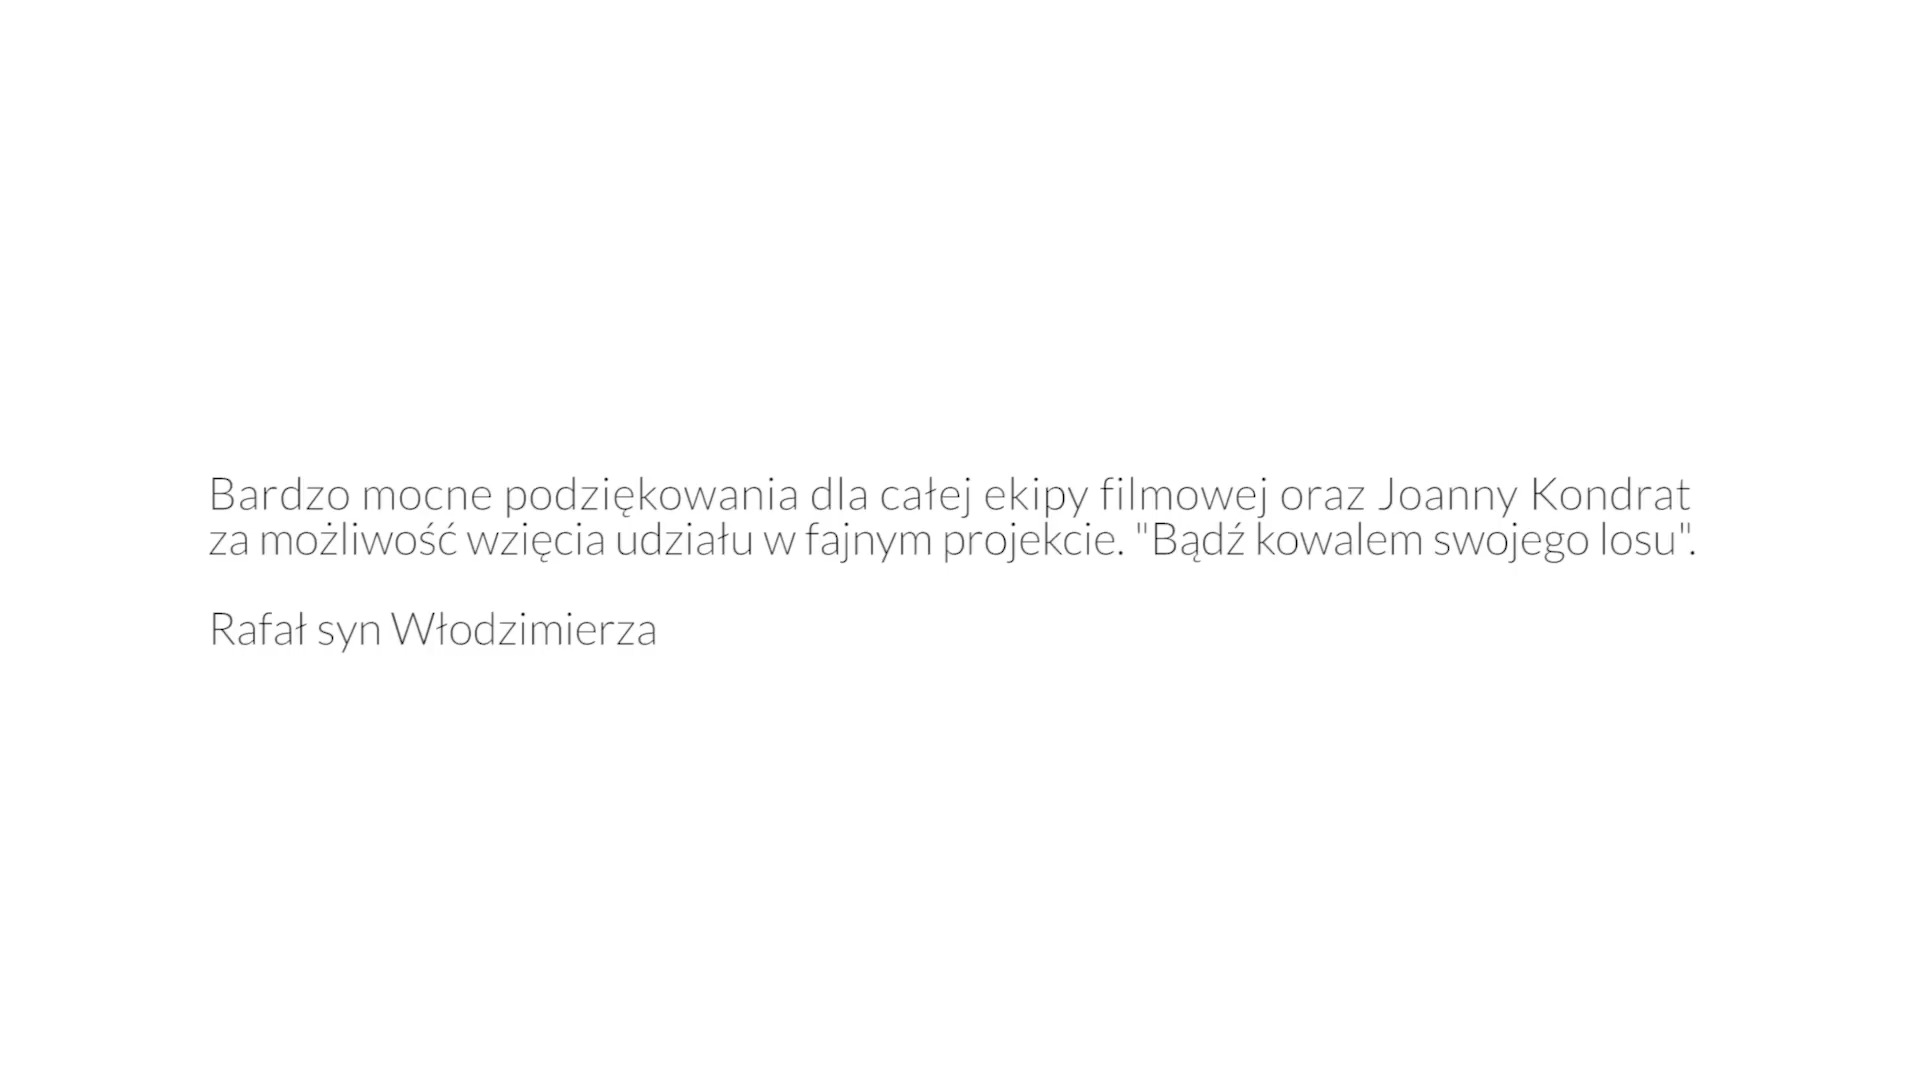 Bardzo mocne podziękowania dla całej ekipy filmowej oraz Joanny Kondrat
za możliwość wzięcia udziału w fajnym projekcie. "Bądź kowalem swojego losu".
Rafał syn Włodzimierza